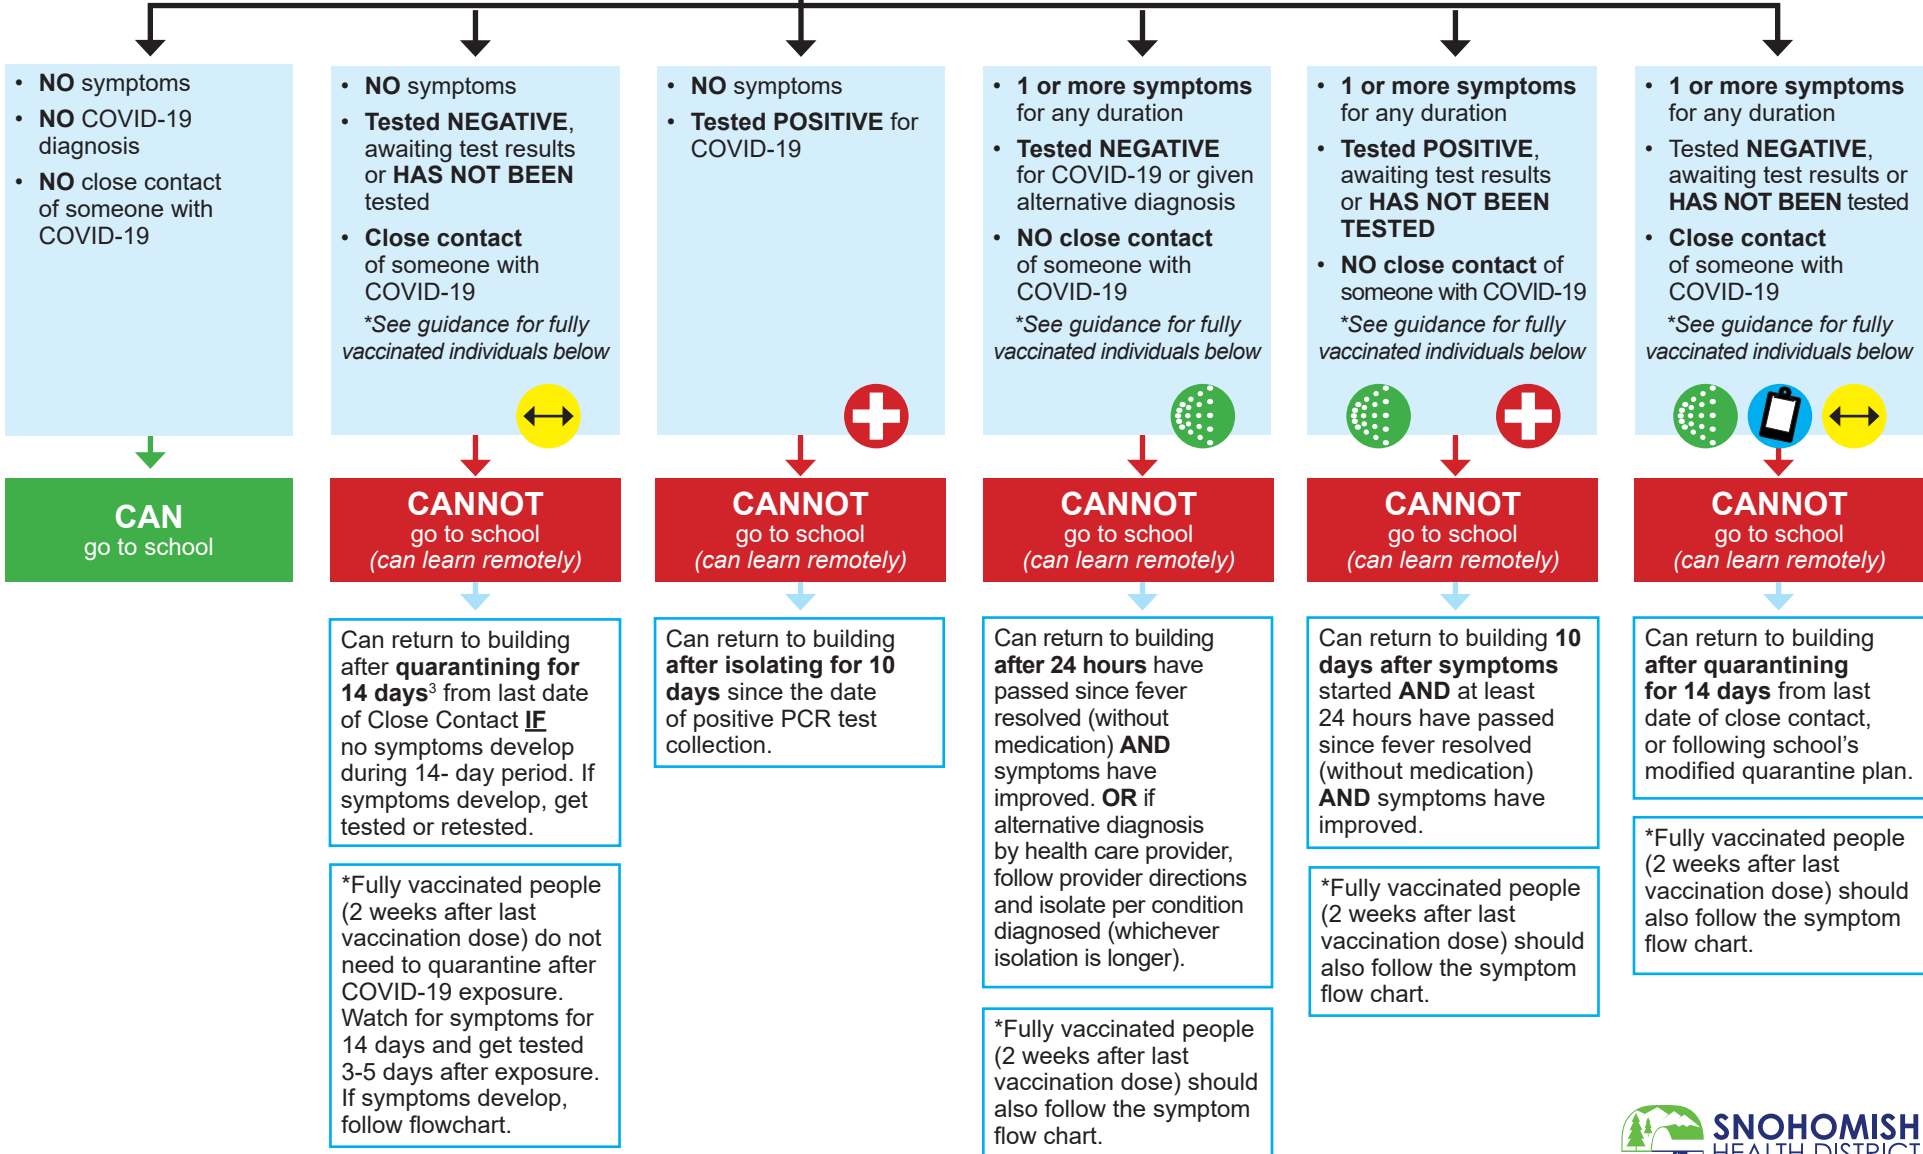 • NO symptoms
• NO COVID-19
diagnosis
• NO close contact
of someone with
COVID-19
CAN
go to school
• NO symptoms
• Tested NEGATIVE,
awaiting test results
or HAS NOT BEEN
tested
• Close contact
of someone with
COVID-19
*See guidance for fully
vaccinated individuals below
CANNOT
go to school
(can learn remotely)
Can return to building
after quarantining for
14 days³ from last date
of Close Contact IF
no symptoms develop
during 14- day period. If
symptoms develop, get
tested or retested.
*Fully vaccinated people
(2 weeks after last
vaccination dose) do not
need to quarantine after
COVID-19 exposure.
Watch for symptoms for
14 days and get tested
3-5 days after exposure.
If symptoms develop,
follow flowchart.
• NO symptoms
• Tested POSITIVE for
COVID-19
CANNOT
go to school
(can learn remotely)
Can return to building
after isolating for 10
days since the date
of positive PCR test
collection.
• 1 or more symptoms
for any duration
• Tested NEGATIVE
for COVID-19 or given
alternative diagnosis
• NO close contact
of someone with
COVID-19
*See guidance for fully
vaccinated individuals below
CANNOT
go to school
(can learn remotely)
Can return to building
after 24 hours have
passed since fever
resolved (without
medication) AND
symptoms have
improved. OR if
alternative diagnosis
by health care provider,
follow provider directions
and isolate per condition
diagnosed (whichever
isolation is longer).
*Fully vaccinated people
(2 weeks after last
vaccination dose) should
also follow the symptom
flow chart.
• 1 or more symptoms
for any duration
• Tested POSITIVE,
awaiting test results
or HAS NOT BEEN
TESTED
• NO close contact of
someone with COVID-19
*See guidance for fully
vaccinated individuals below
CANNOT
go to school
(can learn remotely)
Can return to building 10
days after symptoms
started AND at least
24 hours have passed
since fever resolved
(without medication)
AND symptoms have
improved.
*Fully vaccinated people
(2 weeks after last
vaccination dose) should
also follow the symptom
flow chart.
• 1 or more symptoms
for any duration
• Tested NEGATIVE,
awaiting test results or
HAS NOT BEEN tested
• Close contact
of someone with
COVID-19
*See guidance for fully
vaccinated individuals below
CANNOT
go to school
(can learn remotely)
Can return to building
after quarantining
for 14 days from last
date of close contact,
or following school's
modified quarantine plan.
*Fully vaccinated people
(2 weeks after last
vaccination dose) should
also follow the symptom
flow chart.
SNOHOMISH
HEALTH DISTRICT